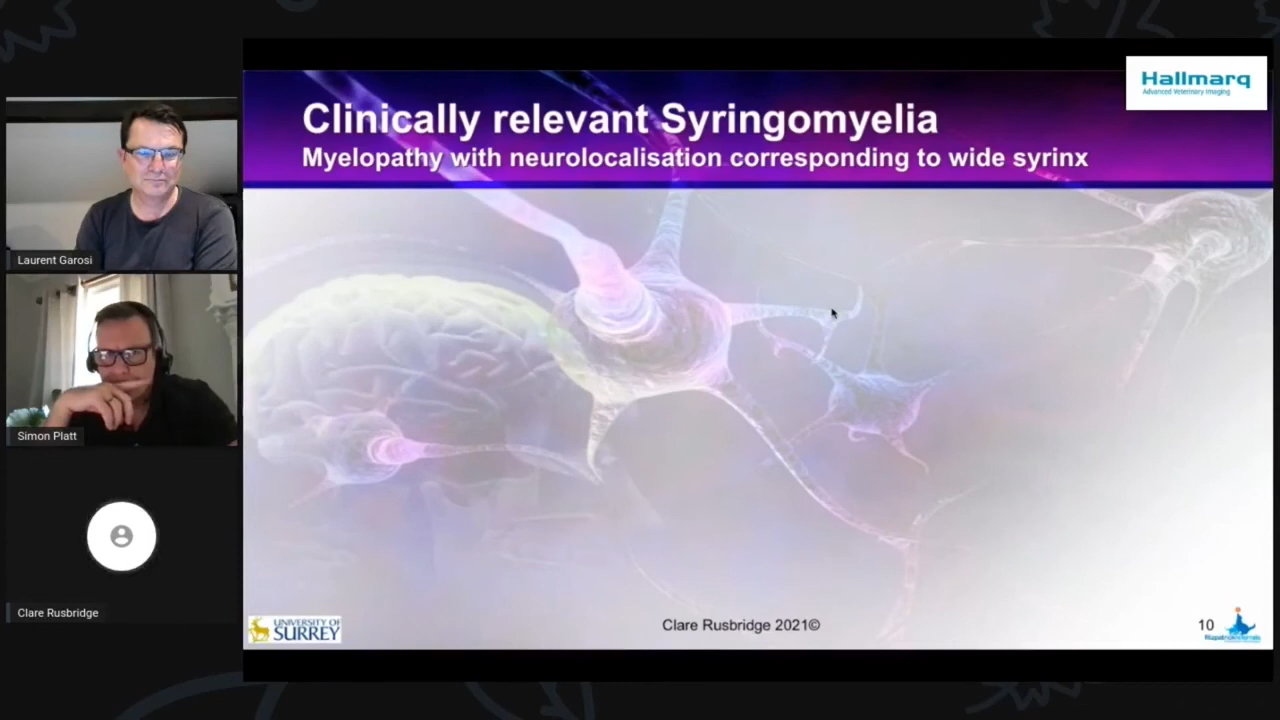 Hallmarq
Advanced Veterinary Imaging
Clinically relevant Syringomyelia
Myelopathy with neurolocalisation corresponding to wide syrinx
Laurent Garosi
Simon Platt
Clare Rusbridge
UNIVERSITY OF
SURREY
Clare Rusbridge 2021©
10